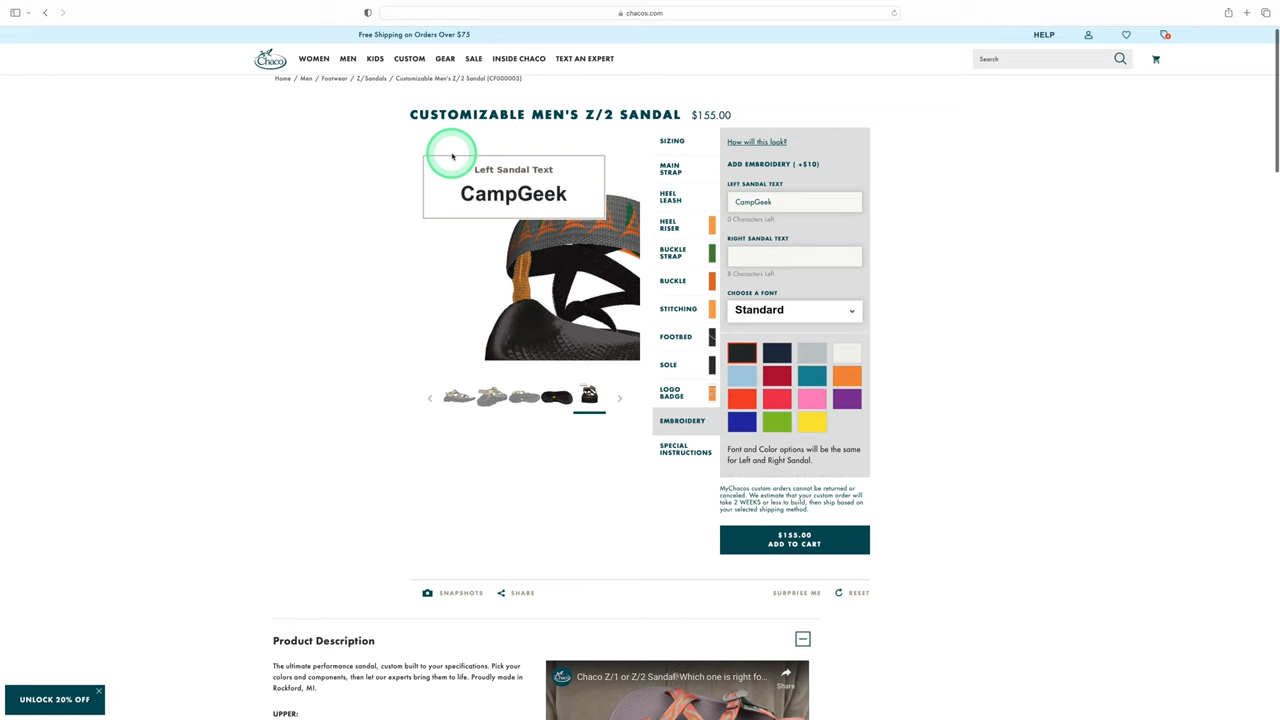 chacos.com
Free Shipping on Orders Over $75
HELP
Chaco
WOMEN MEN KIDS CUSTOM GEAR SALE INSIDE CHACO TEXT AN EXPERT
Search
Home / Men / Footwear / Z/Sandals / Customizable Men's Z/2 Sandal (CF000003)
CUSTOMIZABLE MEN'S Z/2 SANDAL $155.00
Left Sandal Text
CampGeek
SIZING
MAIN
STRAP
HEEL
LEASH
HEEL
RISER
BUCKLE
STRAP
BUCKLE
STITCHING
FOOTBED
SOLE
LOGO
BADGE
EMBROIDERY
SPECIAL
INSTRUCTIONS
How will this look?
ADD EMBROIDERY ( +$10)
LEFT SANDAL TEXT
CampGeek
0 Characters Left
RIGHT SANDAL TEXT
8 Characters Left
CHOOSE A FONT
Standard
Font and Color options will be the same
for Left and Right Sandal.
MyChacos custom orders cannot be returned or
canceled. We estimate that your custom order will
take 2 WEEKS or less to build, then ship based on
your selected shipping method.
$155.00
ADD TO CART
SNAPSHOTS SHARE
SURPRISE ME RESET
Product Description
The ultimate performance sandal, custom built to your specifications. Pick your
colors and components, then let our experts bring them to life. Proudly made in
Rockford, MI.
UPPER:
Chaco Z/1 or Z/2 Sandal: Which one is right fo...
Share
UNLOCK 20% OFF